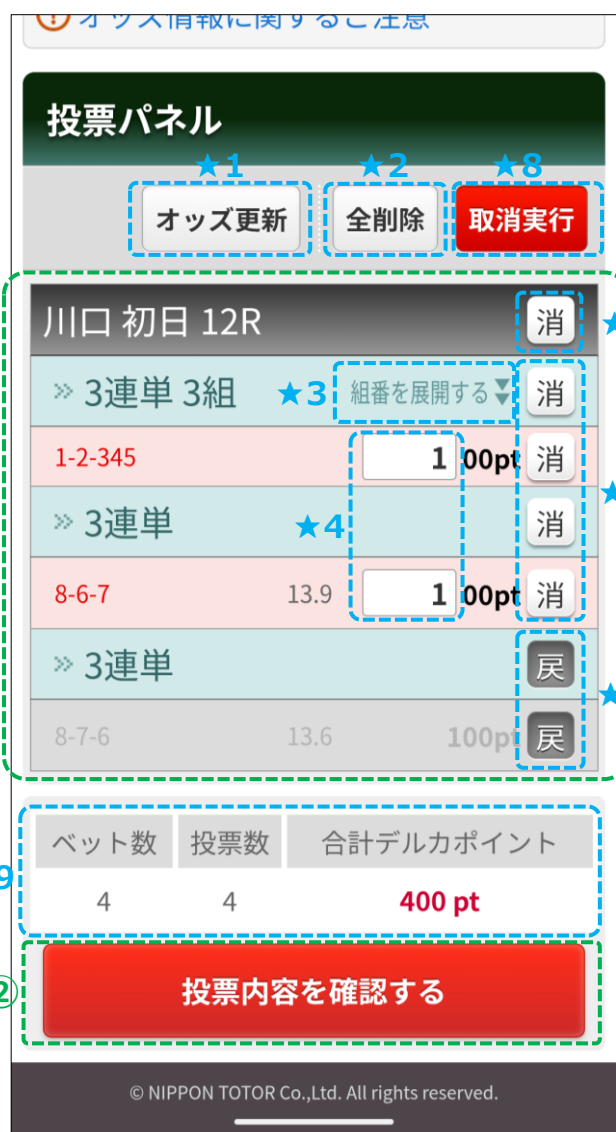 オッズ情報に関するご注意
投票パネル
★1 ★2 ★8
オッズ更新 全削除 取消実行
川口 初日 12R 消 ★
» 3連単 3組 ★3 組番を展開する 消
1-2-345 1 00pt 消
★
» 3連単 ★4 消
8-6-7 13.9 1 00pt 消
» 3連単 戻
★
8-7-6 13.6 100pt 戻
ベット数 投票数 合計デルカポイント
9
4 4 400 pt
② 投票内容を確認する
© NIPPON TOTOR Co.,Ltd. All rights reserved.